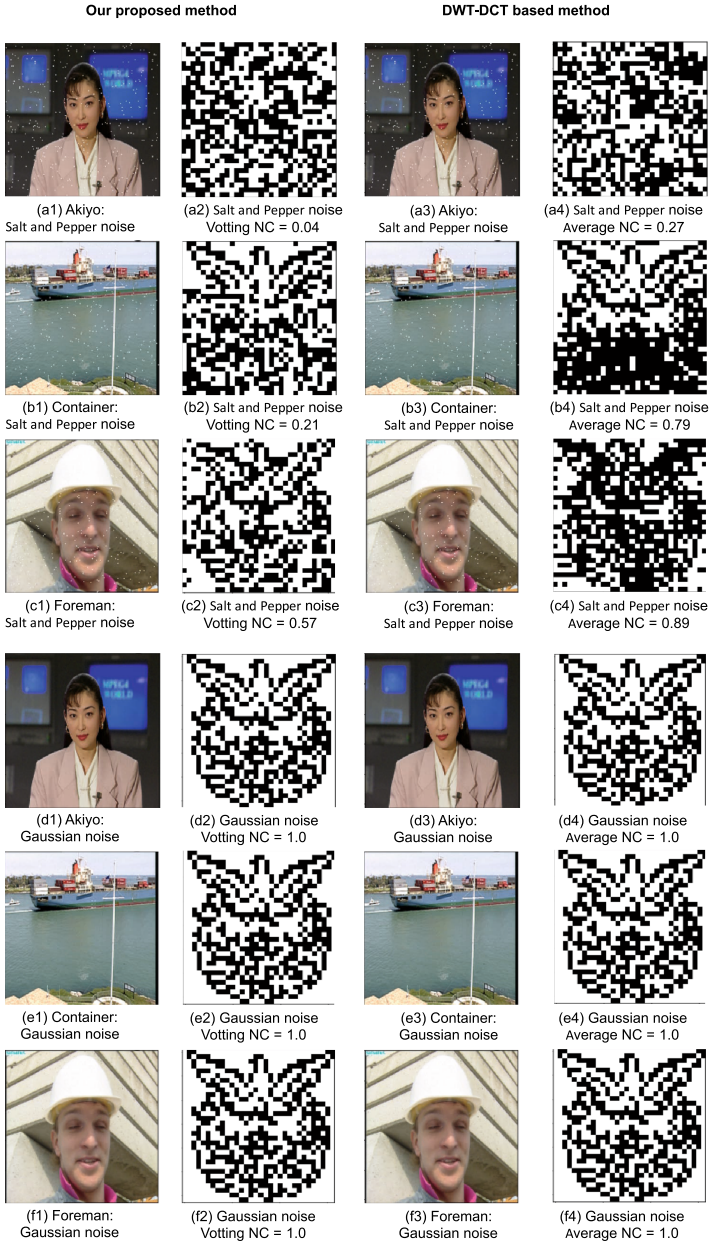 Our proposed method
DWT-DCT based method
MPEG4
WORLD
MPEG4
WORLD
(a1) Akiyo:
Salt and Pepper noise
(a2) Salt and Pepper noise
Votting NC = 0.04
(a3) Akiyo:
Salt and Pepper noise
(a4) Salt and Pepper noise
Average NC = 0.27
(b1) Container:
Salt and Pepper noise
(b2) Salt and Pepper noise
Votting NC = 0.21
(b3) Container:
Salt and Pepper noise
(b4) Salt and Pepper noise
Average NC = 0.79
(c1) Foreman:
Salt and Pepper noise
(c2) Salt and Pepper noise
Votting NC = 0.57
(c3) Foreman:
Salt and Pepper noise
(c4) Salt and Pepper noise
Average NC = 0.89
MPEG4
WORLD
MPEG4
WORLD
(d1) Akiyo:
Gaussian noise
(d2) Gaussian noise
Votting NC = 1.0
(d3) Akiyo:
Gaussian noise
(d4) Gaussian noise
Average NC = 1.0
(e1) Container:
Gaussian noise
(e2) Gaussian noise
Votting NC = 1.0
(e3) Container:
Gaussian noise
(e4) Gaussian noise
Average NC = 1.0
(f1) Foreman:
Gaussian noise
(f2) Gaussian noise
Votting NC = 1.0
(f3) Foreman:
Gaussian noise
(f4) Gaussian noise
Average NC = 1.0